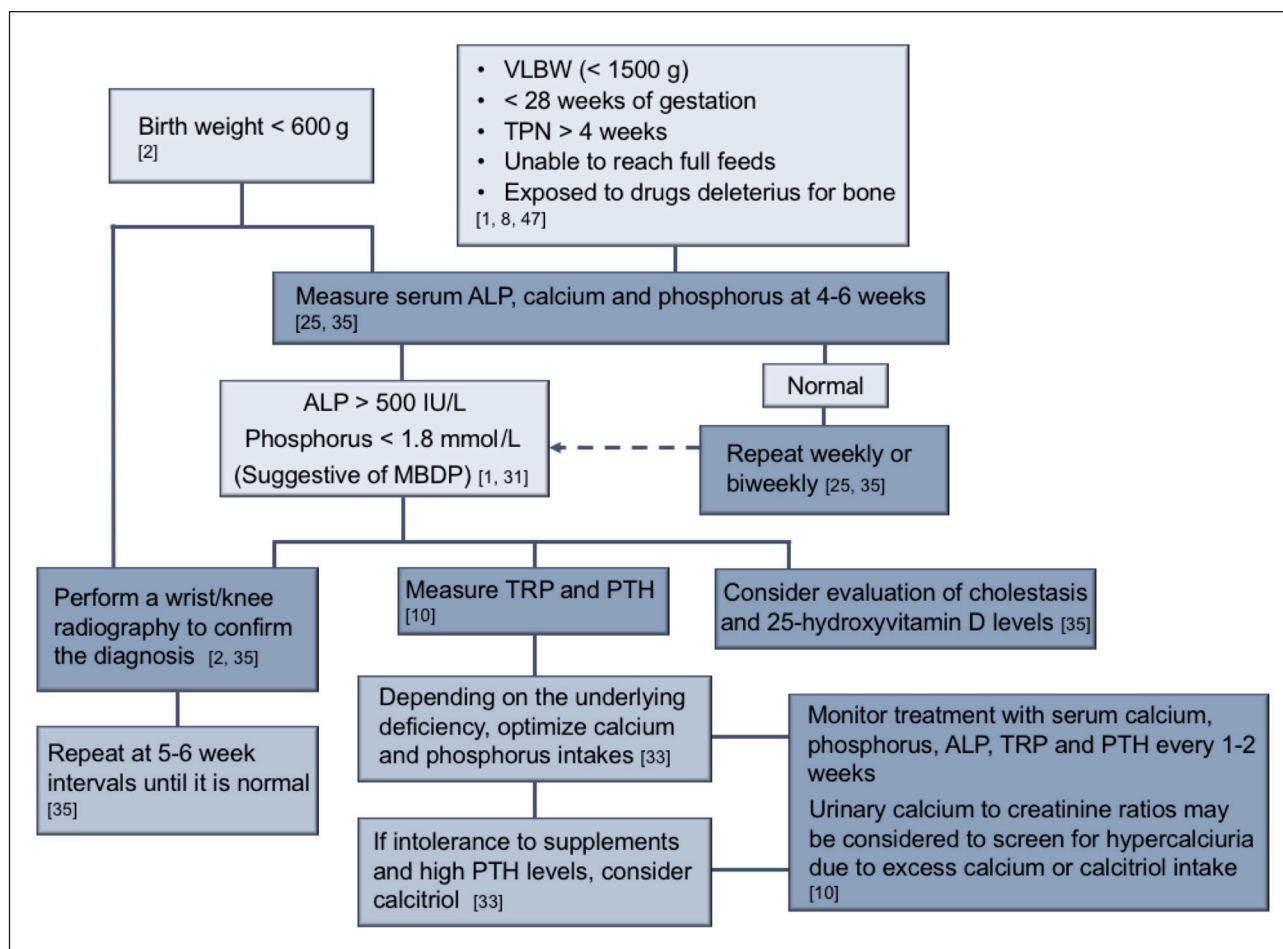 Birth weight < 600 g
[2]
• VLBW (< 1500 g)
• < 28 weeks of gestation
• TPN > 4 weeks
• Unable to reach full feeds
• Exposed to drugs deleterius for bone
[1, 8, 47]
Measure serum ALP, calcium and phosphorus at 4-6 weeks
[25, 35]
ALP > 500 IU/L
Phosphorus < 1.8 mmol/L
(Suggestive of MBDP) [1, 31]
Normal
Repeat weekly or
biweekly [25, 35]
Perform a wrist/knee
radiography to confirm
the diagnosis [2, 35]
Measure TRP and PTH
[10]
Consider evaluation of cholestasis
and 25-hydroxyvitamin D levels [35]
Repeat at 5-6 week
intervals until it is normal
[35]
Depending on the underlying
deficiency, optimize calcium
and phosphorus intakes [33]
If intolerance to supplements
and high PTH levels, consider
calcitriol [33]
Monitor treatment with serum calcium,
phosphorus, ALP, TRP and PTH every 1-2
weeks
Urinary calcium to creatinine ratios may
be considered to screen for hypercalciuria
due to excess calcium or calcitriol intake
[10]